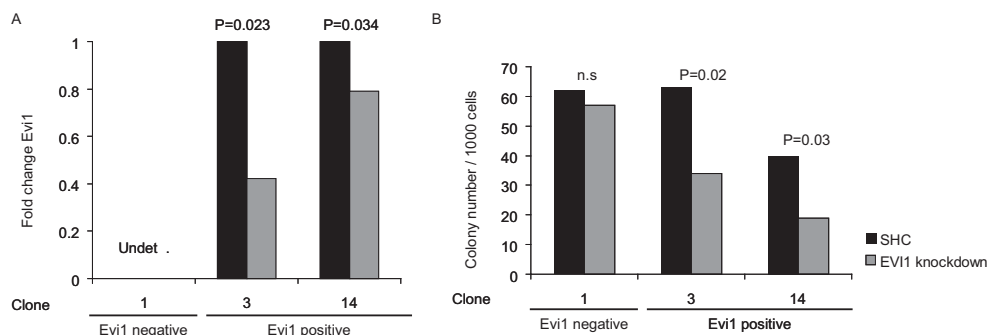 A
P=0.023 P=0.034
Fold change Evi1
1
0.8
0.6
0.4
0.2
0
Undet .
Clone 1 3 14
Evi1 negative Evi1 positive
B
Colony number / 1000 cells
70
60
50
40
30
20
10
0
n.s
P=0.02
P=0.03
SHC
EVI1 knockdown
Clone 1 3 14
Evi1 negative Evi1 positive